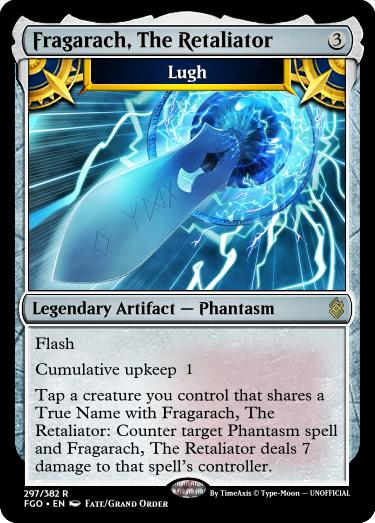 Fragarach, The Retaliator 3
Lugh
Legendary Artifact — Phantasm
Flash
Cumulative upkeep 1
Tap a creature you control that shares a
True Name with Fragarach, The
Retaliator: Counter target Phantasm spell
and Fragarach, The Retaliator deals 7
damage to that spell's controller.
297/382 R
FGO • EN Fate/Grand Order
By TimeAxis © Type-Moon — UNOFFICIAL